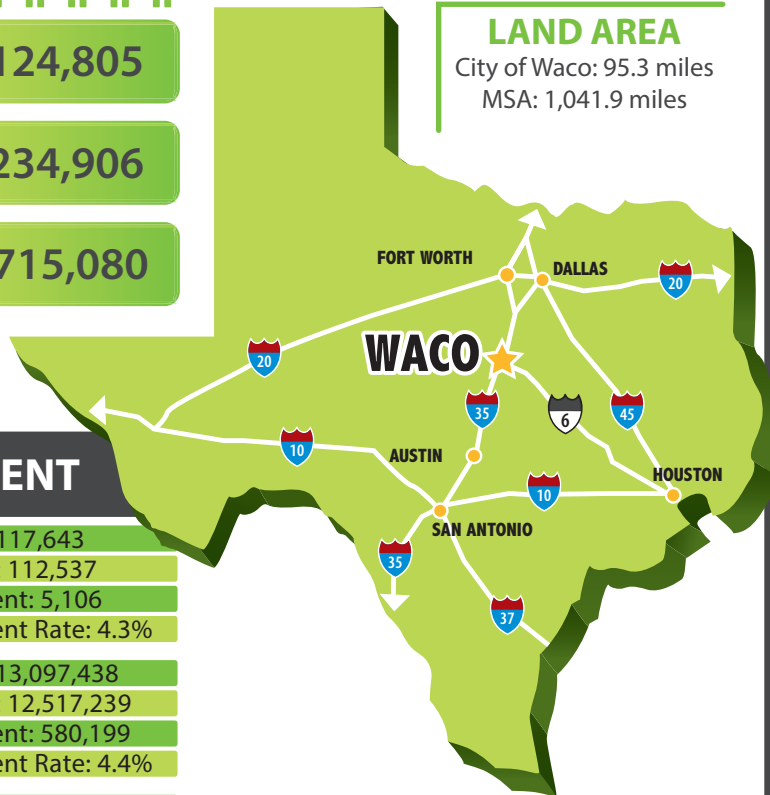 124,805
234,906
715,080
LAND AREA
City of Waco: 95.3 miles
MSA: 1,041.9 miles
FORT WORTH
DALLAS
20
WACO
20
35
6
45
10
AUSTIN
HOUSTON
10
SAN ANTONIO
35
37
ENT
117,643
112,537
ent: 5,106
ent Rate: 4.3%
13,097,438
12,517,239
ent: 580,199
ent Rate: 4.4%